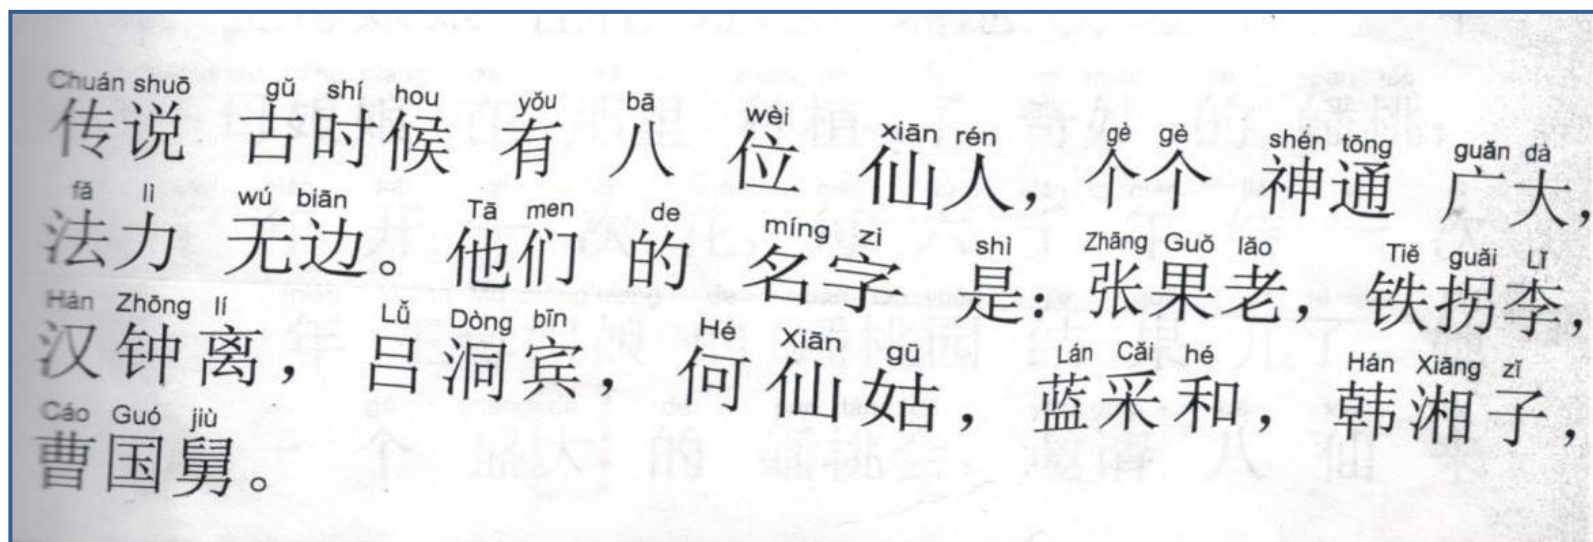 Chuán shuō gǔ shí hou yǒu bā wèi xiān rén gè gè shén tōng guǎn dà
传说 古时候 有 八 位 仙人，个个 神通 广大，
fǎ lì wú biān Tā men de míng zi shì Zhāng Guǒ lǎo Tiě guǎi Lǐ
法力 无边。他们 的 名字 是：张果老，铁拐李，
Hàn Zhōng lí Lǚ Dòng bīn Hé Xiān gū Lán Cǎi hé Hán Xiāng zǐ
汉钟离，吕洞宾，何仙姑，蓝采和，韩湘子，
Cáo Guó jiù
曹国舅。